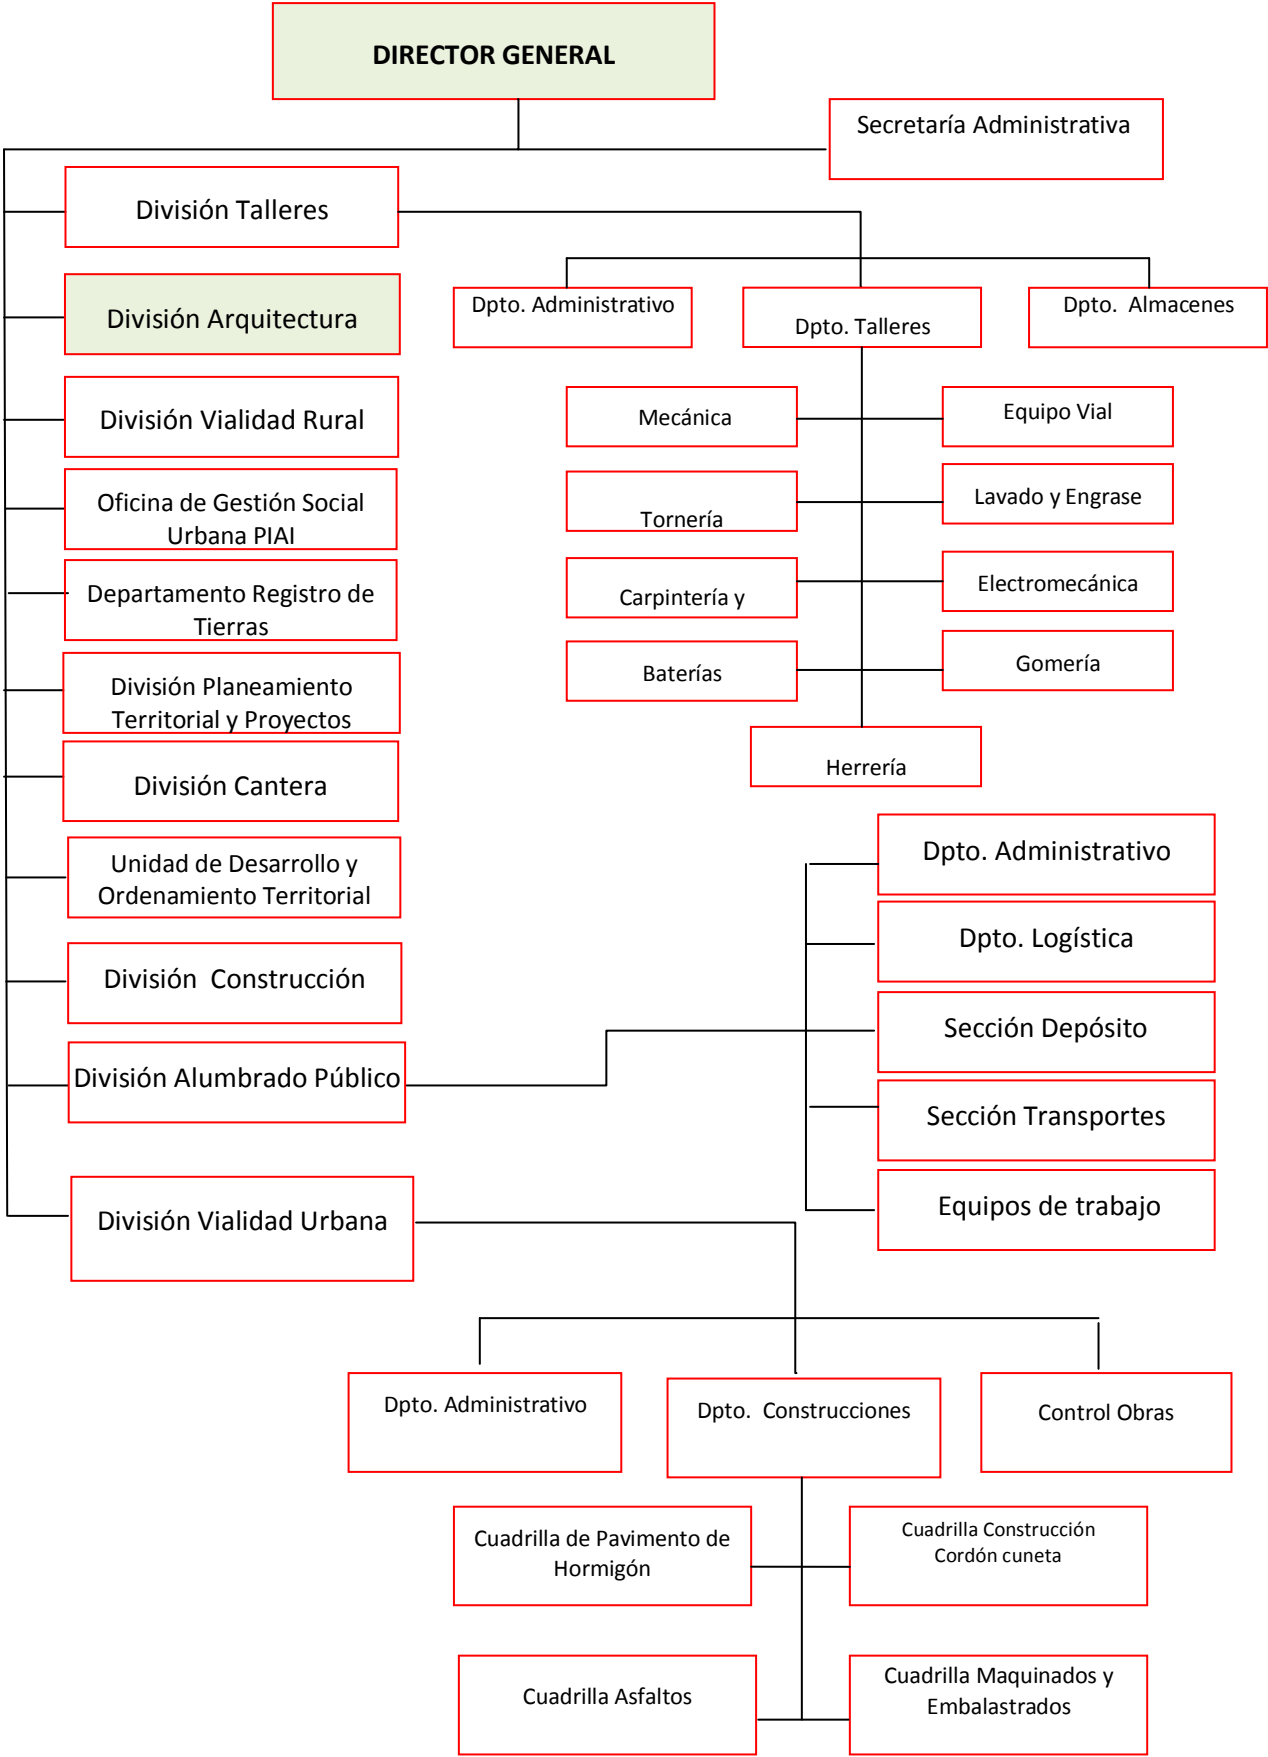 DIRECTOR GENERAL
Secretaría Administrativa
División Talleres
División Arquitectura
División Vialidad Rural
Oficina de Gestión Social
Urbana PIAI
Departamento Registro de
Tierras
División Planeamiento
Territorial y Proyectos
División Cantera
Unidad de Desarrollo y
Ordenamiento Territorial
División Construcción
División Alumbrado Público
División Vialidad Urbana
Dpto. Administrativo
Dpto. Talleres
Dpto. Almacenes
Mecánica
Equipo Vial
Tornería
Lavado y Engrase
Carpintería y
Electromecánica
Baterías
Gomería
Herrería
Dpto. Administrativo
Dpto. Logística
Sección Depósito
Sección Transportes
Equipos de trabajo
Dpto. Administrativo
Dpto. Construcciones
Control Obras
Cuadrilla de Pavimento de
Hormigón
Cuadrilla Construcción
Cordón cuneta
Cuadrilla Asfaltos
Cuadrilla Maquinados y
Embalastrados